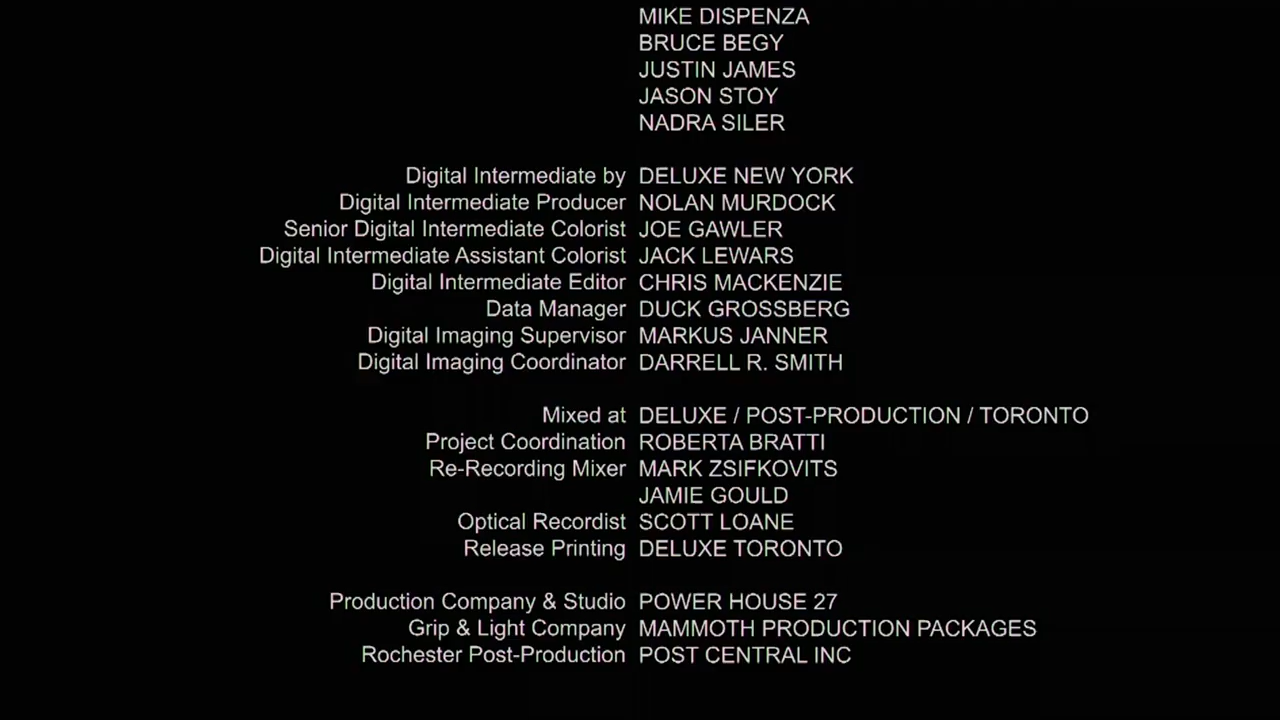 MIKE DISPENZA
BRUCE BEGY
JUSTIN JAMES
JASON STOY
NADRA SILER
Digital Intermediate by DELUXE NEW YORK
Digital Intermediate Producer NOLAN MURDOCK
Senior Digital Intermediate Colorist JOE GAWLER
Digital Intermediate Assistant Colorist JACK LEWARS
Digital Intermediate Editor CHRIS MACKENZIE
Data Manager DUCK GROSSBERG
Digital Imaging Supervisor MARKUS JANNER
Digital Imaging Coordinator DARRELL R. SMITH
Mixed at DELUXE / POST-PRODUCTION / TORONTO
Project Coordination ROBERTA BRATTI
Re-Recording Mixer MARK ZSIFKOVITS
JAMIE GOULD
Optical Recordist SCOTT LOANE
Release Printing DELUXE TORONTO
Production Company & Studio POWER HOUSE 27
Grip & Light Company MAMMOTH PRODUCTION PACKAGES
Rochester Post-Production POST CENTRAL INC